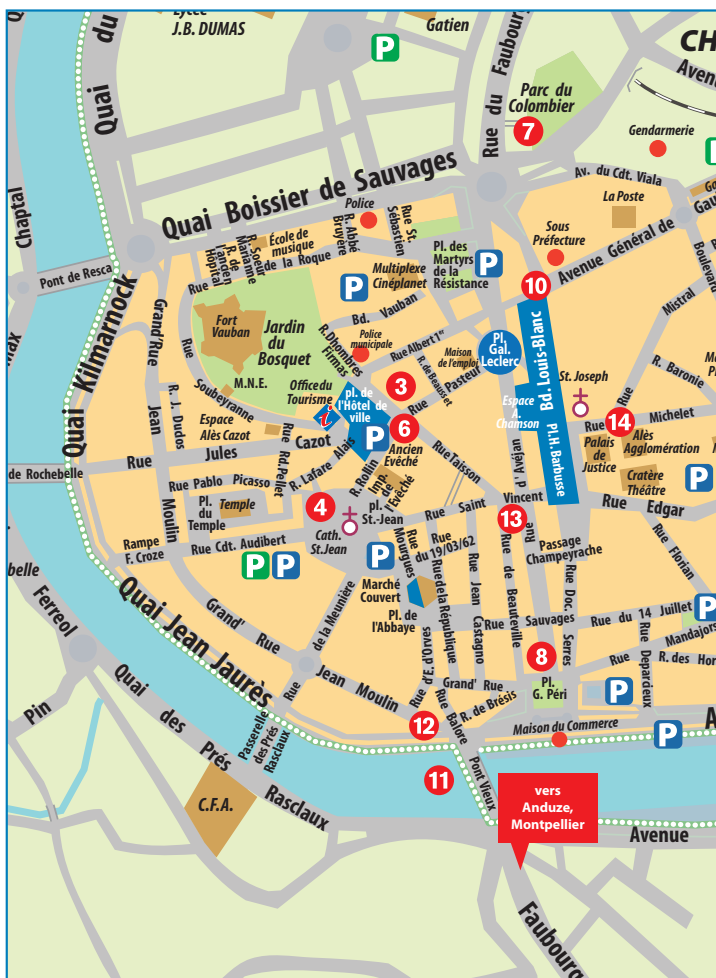 Lycée
J.B. DUMAS
Gatien
CH
Quai du
Rue du Faubourg
Avenue
Parc du
Colombier
7
Gendarmerie
P
P
Chaptal
Quai Boissier de Sauvages
Av. du Cdt. Viala
La Poste
Police
Rue St.
Sébastien
R. Abbé
Bruyère
École de
musique
R. Soeur
Marianne
R. de
l'ancien
Hôpital
Rue de la Roque
Pl. des
Martyrs
de la
Résistance
P
Sous
Préfecture
Avenue Général de Gau
Boulevard
Pont de Resca
Multiplexe
Cinéplanet
P
10
Quai Kilmarnock
Grand'Rue Jean Moulin
Fort
Vauban
Jardin
du
Bosquet
Bd. Vauban
Police
municipale
R. Dhombres
Firmas
Rue Albert 1er
Maison
de l'emploi
R. de Beausset
Rue Pasteur
Pl.
Gal.
Leclerc
Bd. Louis-Blanc
Mistral
R. Baronie
St. Joseph
Rue Soubeyranne
M.N.E.
Office du
Tourisme
i
pl. de
l'Hôtel de
ville
P
3
6
Espace
A.
Chamson
Pl.H. Barbusse
14
Rue Michelet
Rue
Palais
de
Justice
Alès
Agglomération
Cratère
Théâtre
P
R. J. Dudos
Espace
Alès Cazot
Rue Jules Cazot
Rue Rd.Pellet
R. Lafare Alais
R. Rollin
Ancien
Evêché
Imp. de
l'Evêché
Rue Taisson
Rue d' Avéjan
de Rochebelle
Rue Pablo Picasso
Pl.
du
Temple
Temple
4
Cath.
St.Jean
pl.
St.-Jean
Rue Saint Vincent
13
Rue Edgar
Rue Florian
Rampe
F. Croze
Rue Cdt. Audibert
P
P
P
Mourgues
Rue
du 19/03/62
Rue
Passage
Champeyrache
belle
Marché
Couvert
Pl. de
l'Abbaye
Rue de la République
Rue Jean
Castagno
Rue de Beauteville
Rue Doc. Serres
P
Rue Sauvages
Rue du 14 Juillet
Mandajors
Rue
R. des Hor
Rue Depardeux
Ferreol
Quai Jean Jaurès
Grand' Rue
Jean Moulin
Rue de la Meunière
Rue P.E. d'Orves
Grand' Rue
R. de Brésis
8
Pl.
G. Péri
P
Pin
Quai des Prés Rasclaux
Passerelle
des Prés
Rasclaux
12
Rue Balore
Maison du Commerce
P
A
11
Pont Vieux
C.F.A.
vers
Anduze,
Montpellier
Avenue
Faubourg